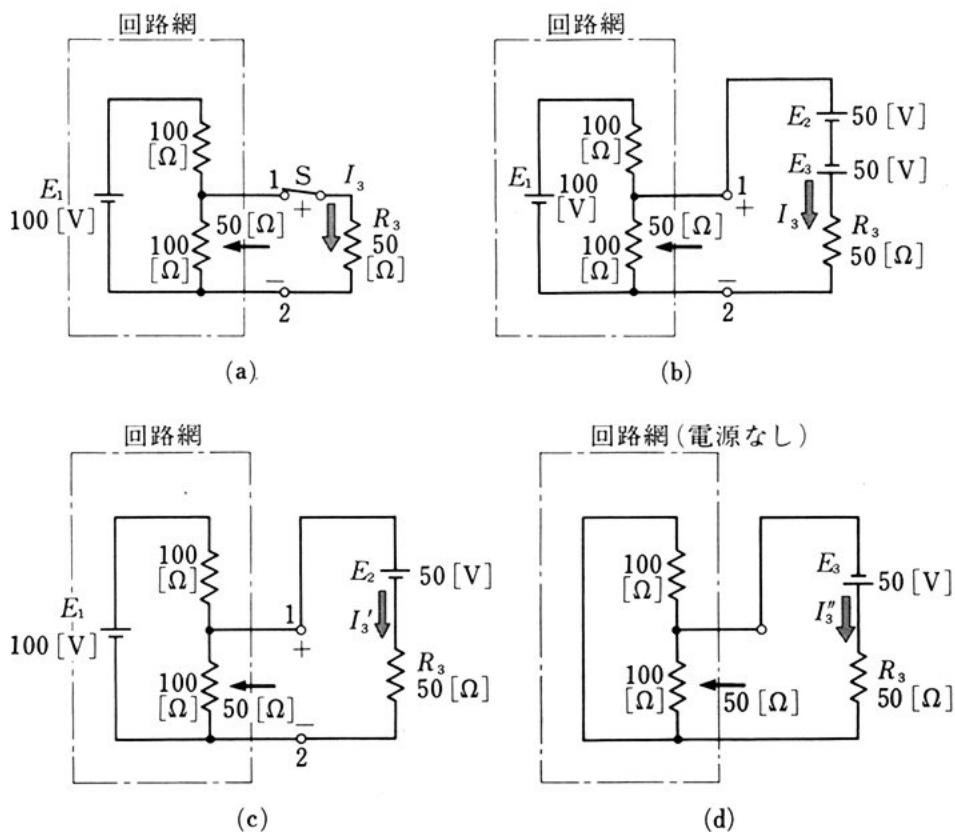 回路網
100
[Ω]
E₁
100 [V]
1
S
+
I₃
50 [Ω]
R₃
50
[Ω]
100
[Ω]
−
2
(a)
回路網
100
[Ω]
E₁
100
[V]
1
+
E₂ 50 [V]
E₃ 50 [V]
I₃
R₃
50 [Ω]
50 [Ω]
100
[Ω]
−
2
(b)
回路網
100
[Ω]
E₁
100 [V]
1
+
E₂ 50 [V]
I₃′
R₃
50 [Ω]
100
[Ω]
50 [Ω]
−
2
(c)
回路網(電源なし)
100
[Ω]
E₃
50 [V]
I₃″
R₃
50 [Ω]
100
[Ω]
50 [Ω]
(d)